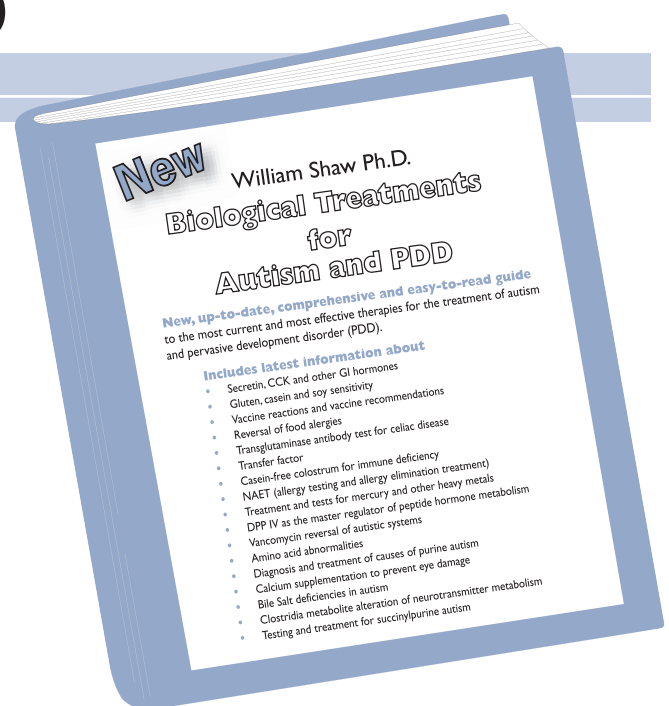 New
William Shaw Ph.D.
Biological Treatments
for
Autism and PDD
New, up-to-date, comprehensive and easy-to-read guide
to the most current and most effective therapies for the treatment of autism
and pervasive development disorder (PDD).
Includes latest information about
• Secretin, CCK and other GI hormones
• Gluten, casein and soy sensitivity
• Vaccine reactions and vaccine recommendations
• Reversal of food alergies
• Transglutaminase antibody test for celiac disease
• Transfer factor
• Casein-free colostrum for immune deficiency
• NAET (allergy testing and allergy elimination treatment)
• Treatment and tests for mercury and other heavy metals
• DPP IV as the master regulator of peptide hormone metabolism
• Vancomycin reversal of autistic systems
• Amino acid abnormalities
• Diagnosis and treatment of causes of purine autism
• Calcium supplementation to prevent eye damage
• Bile Salt deficiencies in autism
• Clostridia metabolite alteration of neurotransmitter metabolism
• Testing and treatment for succinylpurine autism